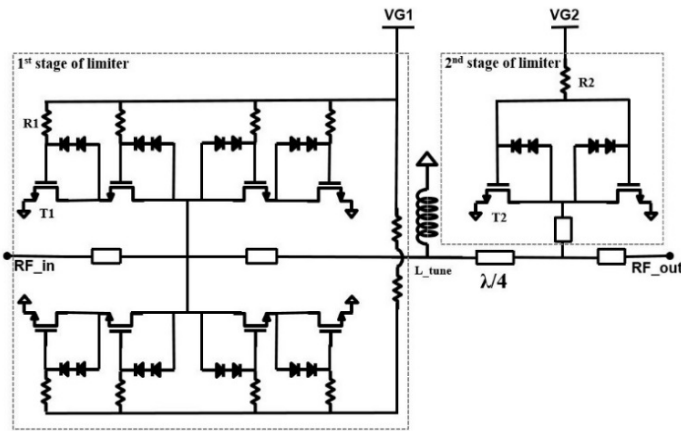 VG1
VG2
1st stage of limiter
2nd stage of limiter
R1
R2
T1
T2
RF_in
L_tune
λ/4
RF_out